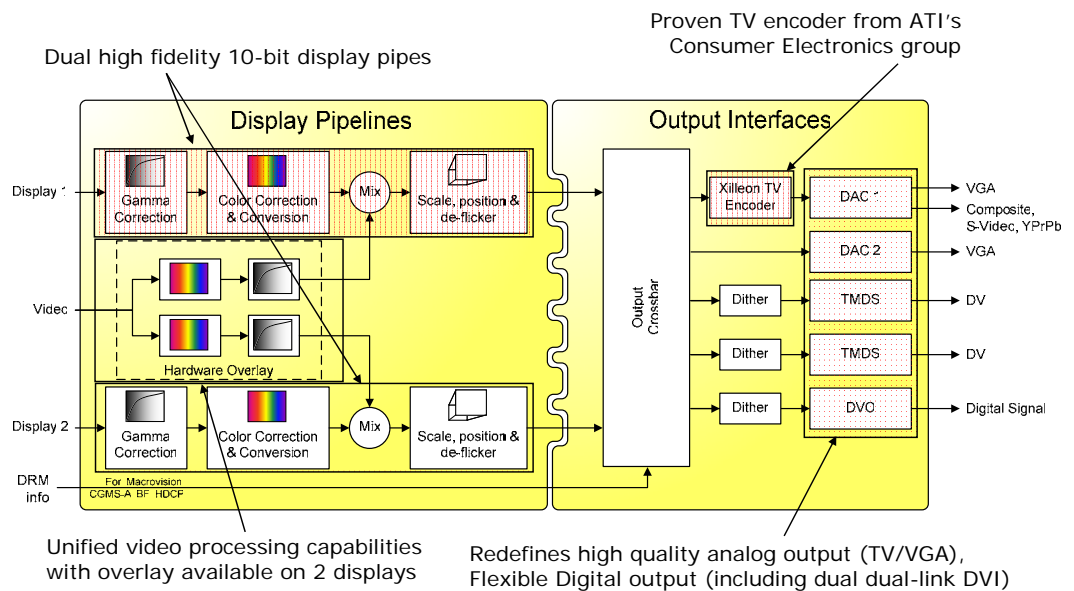 Proven TV encoder from ATI's
Consumer Electronics group
Dual high fidelity 10-bit display pipes
Display Pipelines
Output Interfaces
Display 1
Gamma
Correction
Color Correction
& Conversion
Mix
Scale, position &
de-flicker
Xilleon TV
Encoder
DAC 1
VGA
Composite,
S-Video, YPrPb
DAC 2
VGA
Video
Hardware Overlay
Output
Crossbar
Dither
TMDS
DV
Dither
TMDS
DV
Dither
DVO
Digital Signal
Display 2
Gamma
Correction
Color Correction
& Conversion
Mix
Scale, position &
de-flicker
DRM
info
For Macrovision
CGMS-A BF HDCP
Unified video processing capabilities
with overlay available on 2 displays
Redefines high quality analog output (TV/VGA),
Flexible Digital output (including dual dual-link DVI)